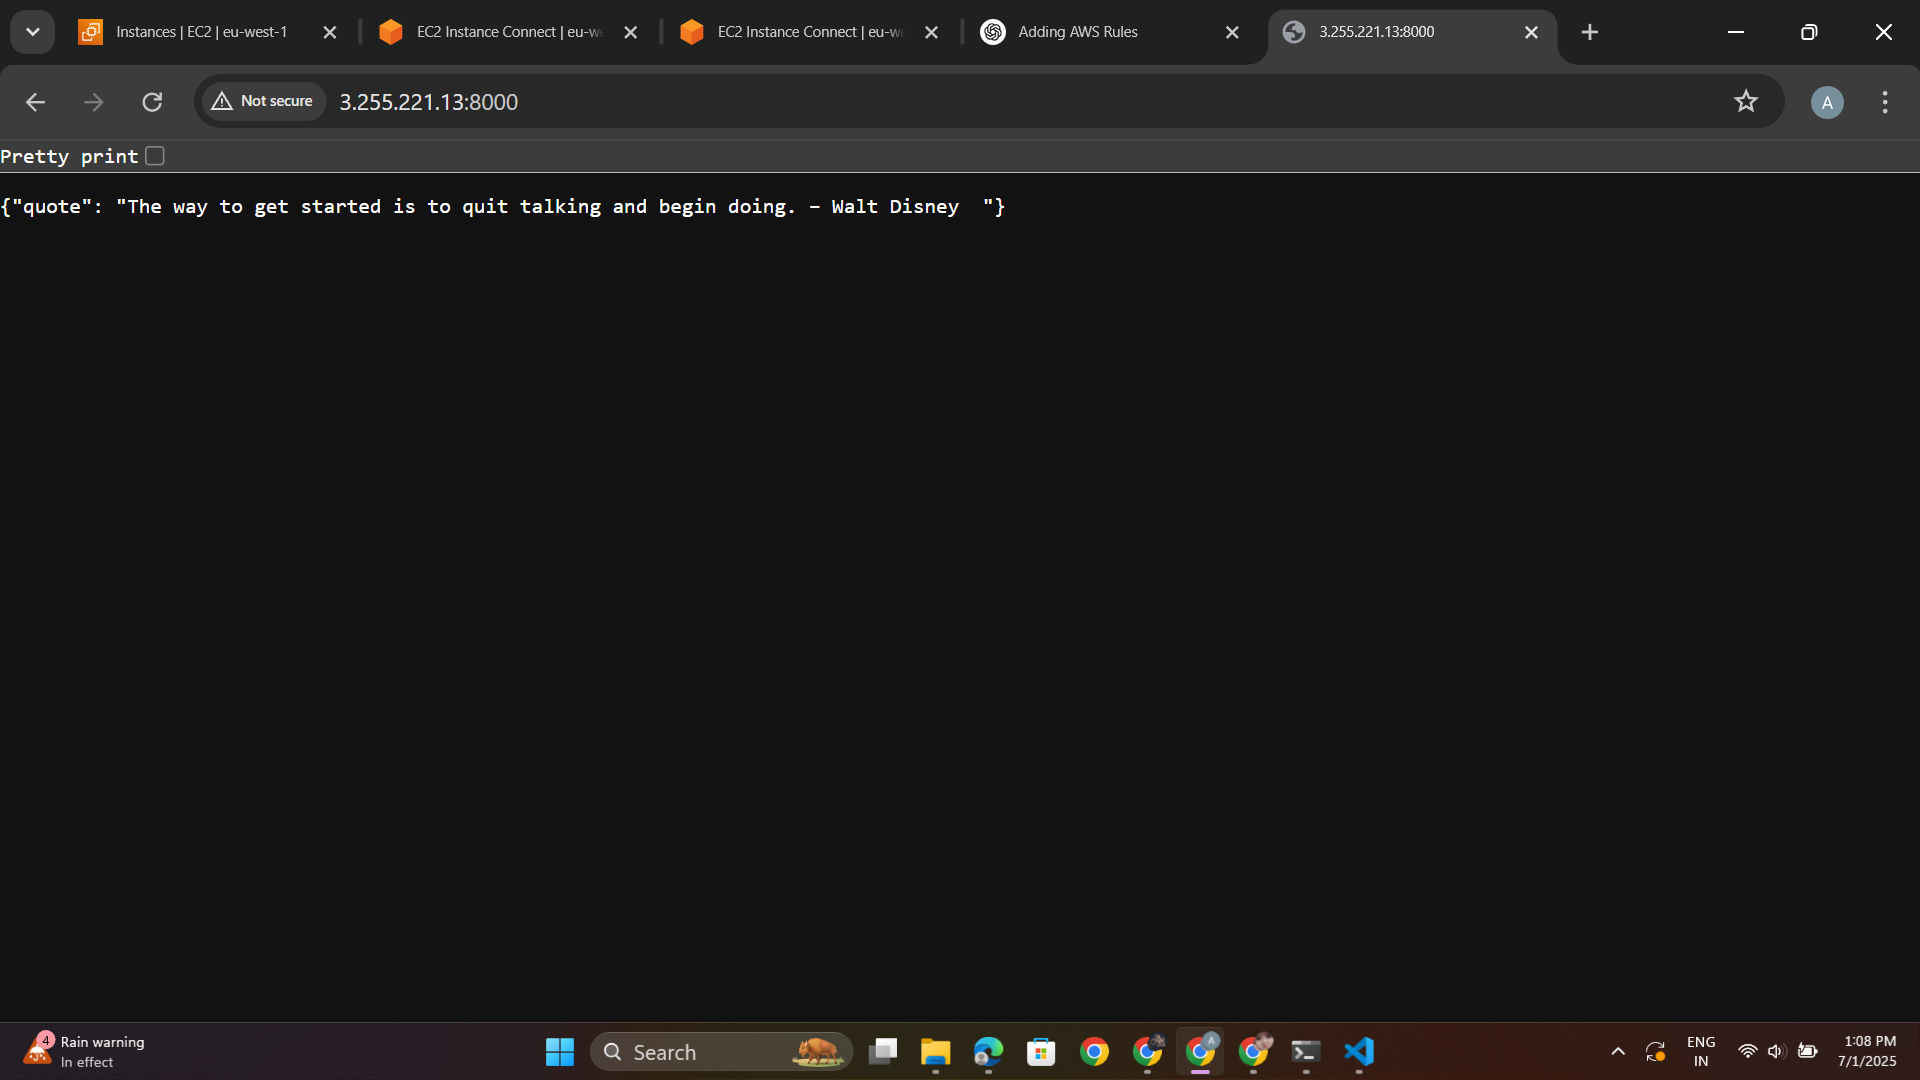 Instances | EC2 | eu-west-1
EC2 Instance Connect | eu-we
EC2 Instance Connect | eu-we
Adding AWS Rules
3.255.221.13:8000
Not secure
3.255.221.13:8000
A
Pretty print
{"quote": "The way to get started is to quit talking and begin doing. – Walt Disney  "}
4
Rain warning
In effect
Search
A
ENG
IN
1:08 PM
7/1/2025